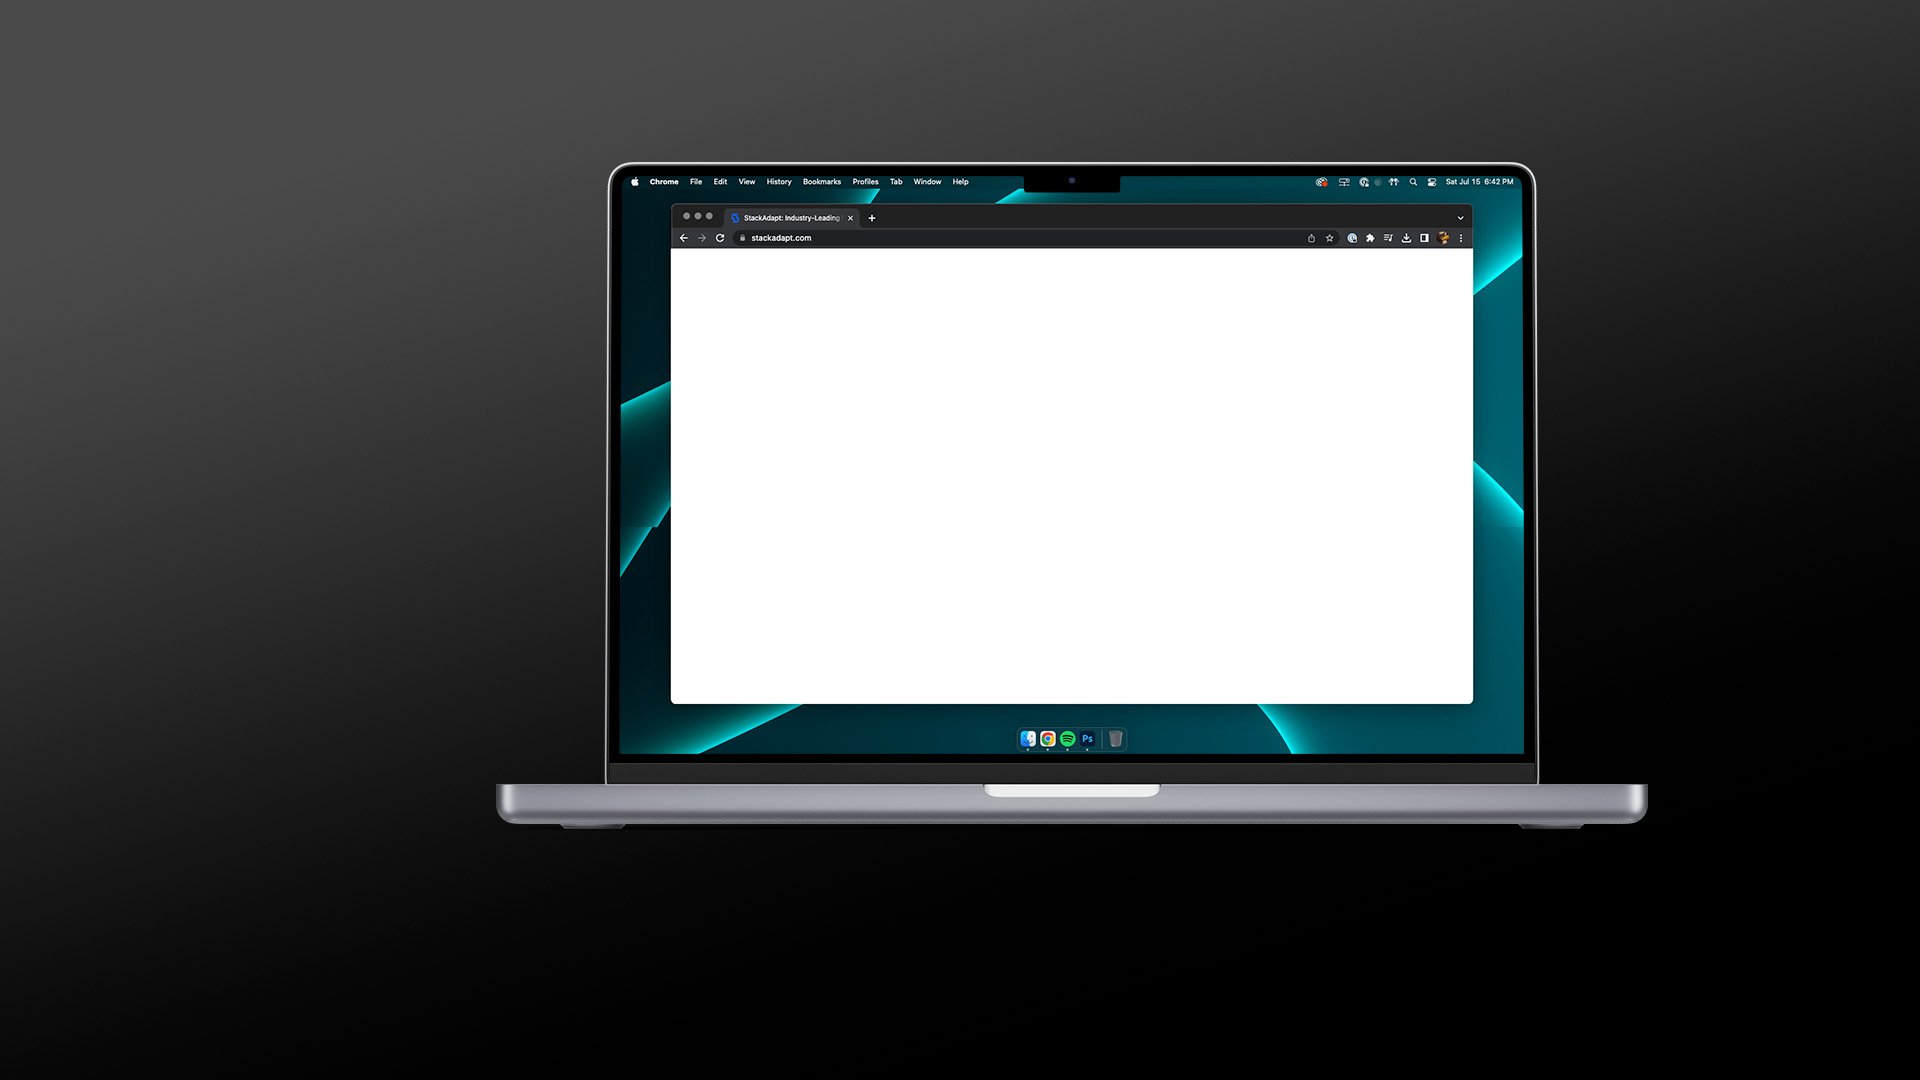 Chrome File Edit View History Bookmarks Profiles Tab Window Help Sat Jul 15 6:42 PM
StackAdapt: Industry-Leading
stackadapt.com
Ps